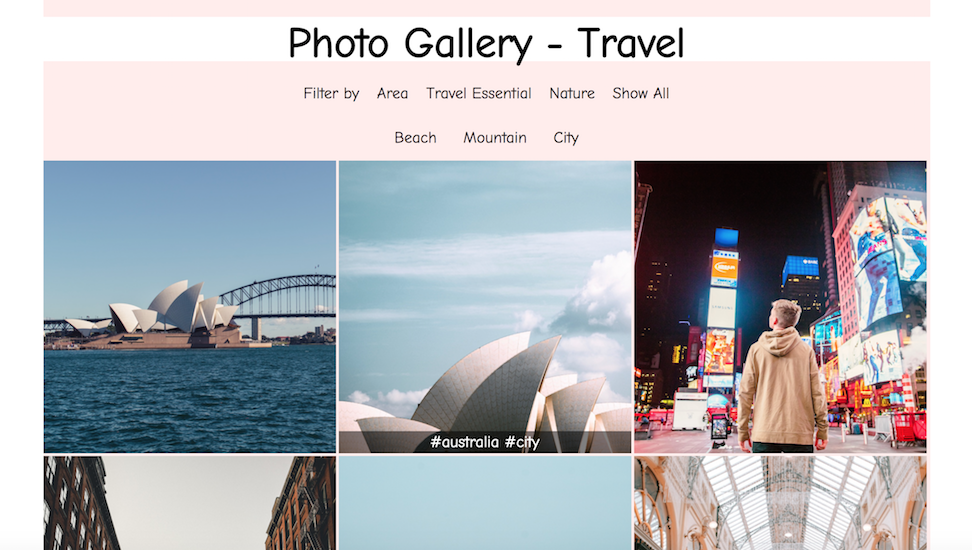 Photo Gallery - Travel
Filter by Area Travel Essential Nature Show All
Beach Mountain City
#australia #city